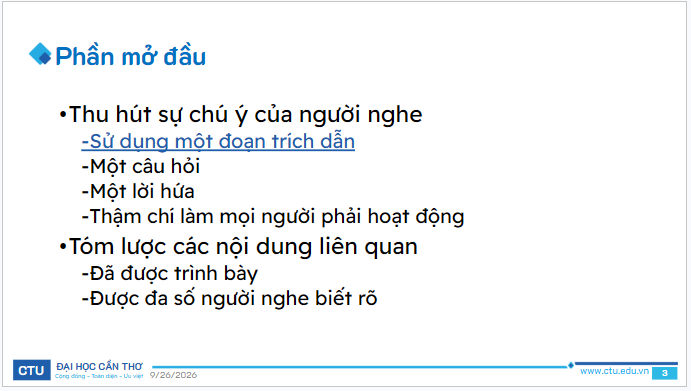 Phần mở đầu
•Thu hút sự chú ý của người nghe
-Sử dụng một đoạn trích dẫn
-Một câu hỏi
-Một lời hứa
-Thậm chí làm mọi người phải hoạt động
•Tóm lược các nội dung liên quan
-Đã được trình bày
-Được đa số người nghe biết rõ
CTU
ĐẠI HỌC CẦN THƠ
Cộng đồng – Toàn diện – Ưu việt
9/26/2026
www.ctu.edu.vn
3